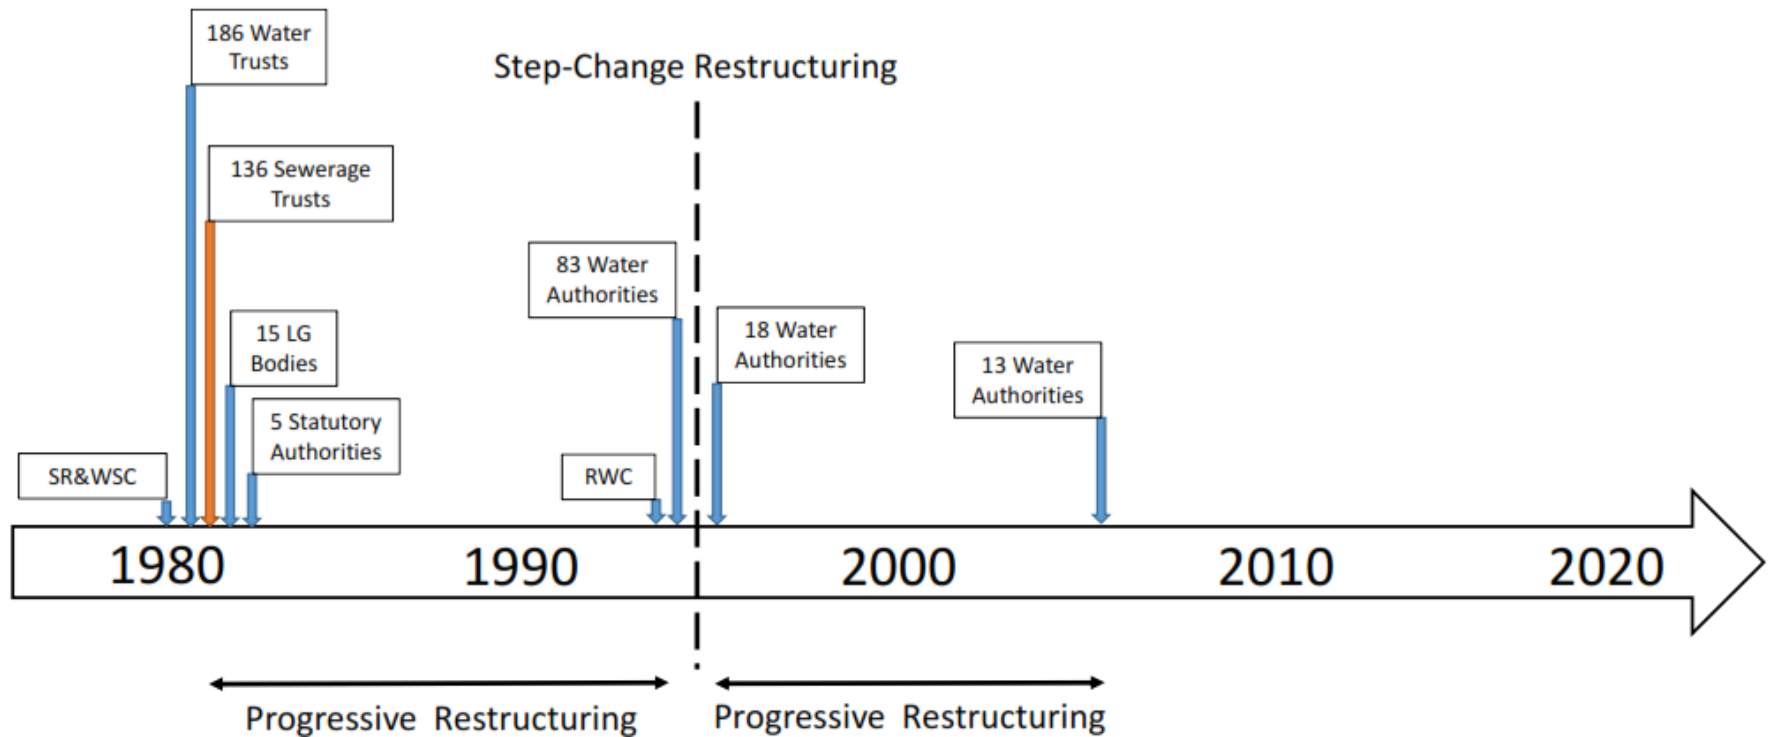 186 Water
Trusts
Step-Change Restructuring
136 Sewerage
Trusts
83 Water
Authorities
15 LG
Bodies
18 Water
Authorities
13 Water
Authorities
5 Statutory
Authorities
SR&WSC
RWC
1980 1990 2000 2010 2020
Progressive Restructuring
Progressive Restructuring